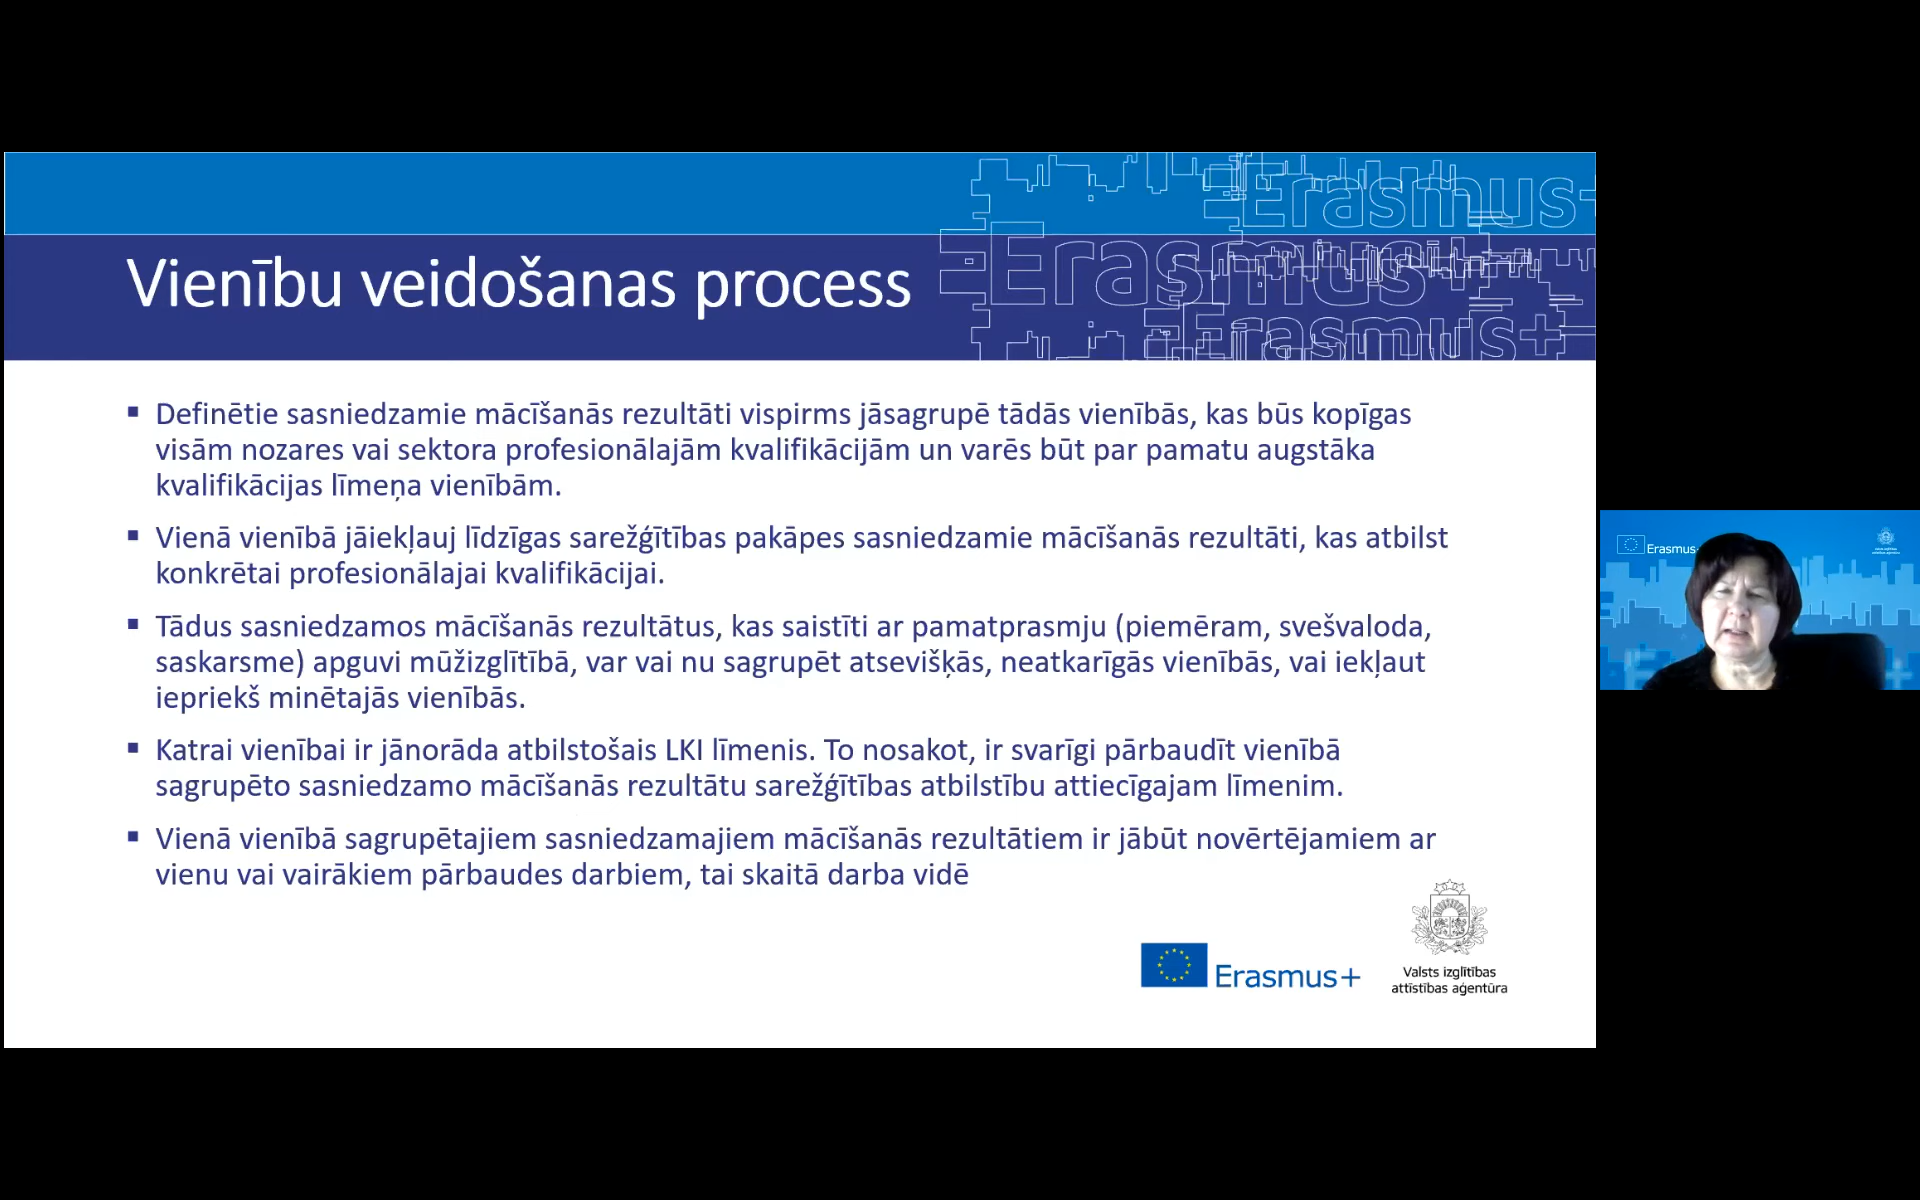 Erasmus+
Erasmus+
Erasmus+
Vienību veidošanas process
▪ Definētie sasniedzamie mācīšanās rezultāti vispirms jāsagrupē tādās vienībās, kas būs kopīgas
visām nozares vai sektora profesionālajām kvalifikācijām un varēs būt par pamatu augstāka
kvalifikācijas līmeņa vienībām.
▪ Vienā vienībā jāiekļauj līdzīgas sarežģītības pakāpes sasniedzamie mācīšanās rezultāti, kas atbilst
konkrētai profesionālajai kvalifikācijai.
▪ Tādus sasniedzamos mācīšanās rezultātus, kas saistīti ar pamatprasmju (piemēram, svešvaloda,
saskarsme) apguvi mūžizglītībā, var vai nu sagrupēt atsevišķās, neatkarīgās vienībās, vai iekļaut
iepriekš minētajās vienībās.
▪ Katrai vienībai ir jānorāda atbilstošais LKI līmenis. To nosakot, ir svarīgi pārbaudīt vienībā
sagrupēto sasniedzamo mācīšanās rezultātu sarežģītības atbilstību attiecīgajam līmenim.
▪ Vienā vienībā sagrupētajiem sasniedzamajiem mācīšanās rezultātiem ir jābūt novērtējamiem ar
vienu vai vairākiem pārbaudes darbiem, tai skaitā darba vidē
Erasmus+
Valsts izglītības
attīstības aģentūra
Erasmus